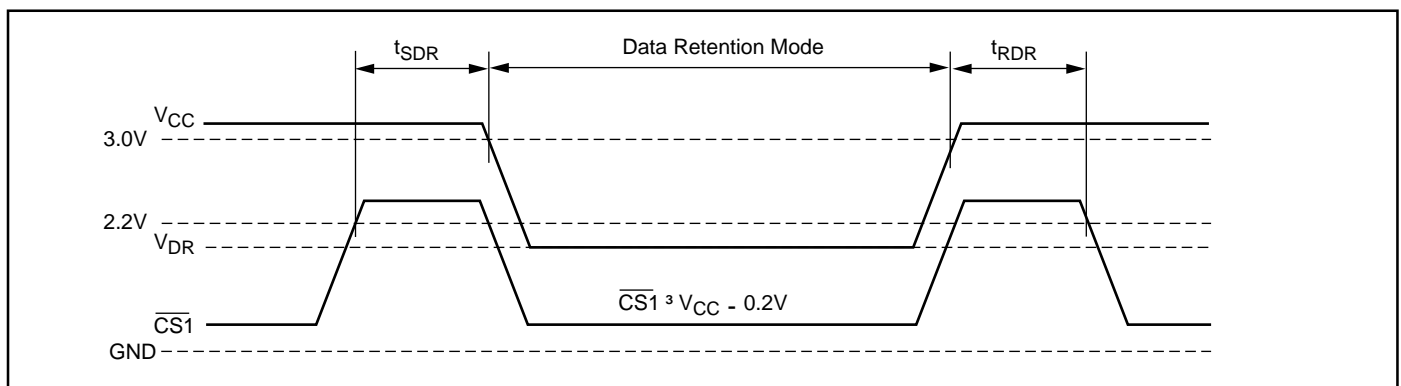 tSDR Data Retention Mode tRDR
VCC
3.0V
2.2V
VDR
CS1 ³ VCC - 0.2V
CS1
GND